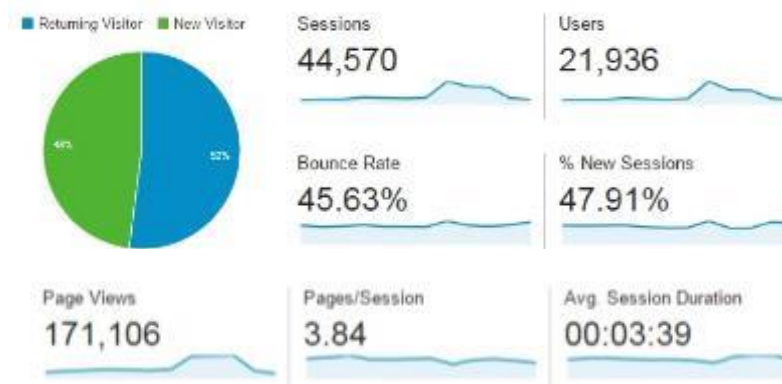 Returning Visitor New Visitor
Sessions
44,570
Users
21,936
48%
52%
Bounce Rate
45.63%
% New Sessions
47.91%
Page Views
171,106
Pages/Session
3.84
Avg. Session Duration
00:03:39